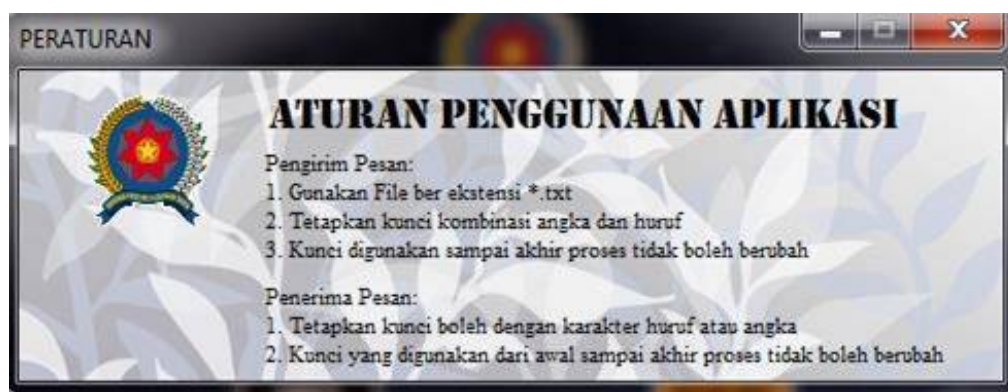 PERATURAN
ATURAN PENGGUNAAN APLIKASI
Pengirim Pesan:
1. Gunakan File ber ekstensi *.txt
2. Tetapkan kunci kombinasi angka dan huruf
3. Kunci digunakan sampai akhir proses tidak boleh berubah
Penerima Pesan:
1. Tetapkan kunci boleh dengan karakter huruf atau angka
2. Kunci yang digunakan dari awal sampai akhir proses tidak boleh berubah